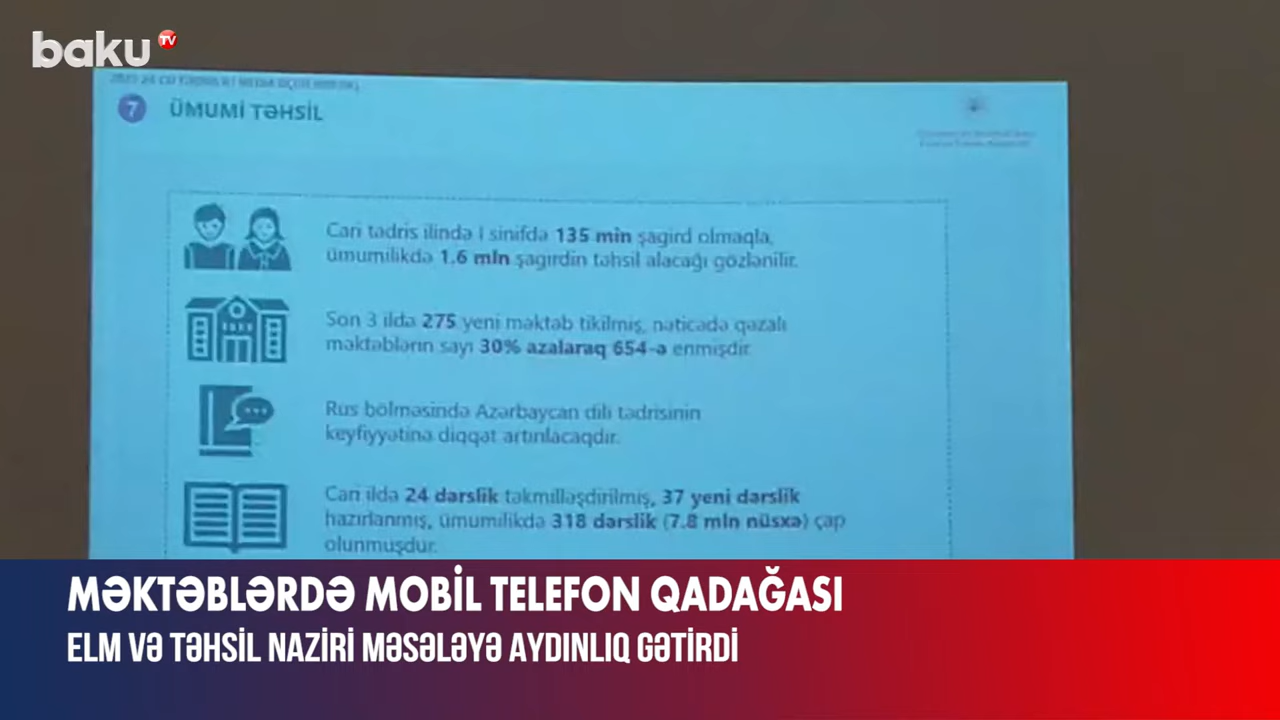 baku TV
7 ÜMUMİ TƏHSİL
Cari tədris ilində I sinifdə 135 min şagird olmaqla,
ümumilikdə 1.6 mln şagirdin təhsil alacağı gözlənilir.
Son 3 ildə 275 yeni məktəb tikilmiş, nəticədə qəzalı
məktəblərin sayı 30% azalaraq 654-ə enmişdir.
Rus bölməsində Azərbaycan dili tədrisinin
keyfiyyətinə diqqət artırılacaqdır.
Cari ildə 24 dərslik təkmilləşdirilmiş, 37 yeni dərslik
hazırlanmış, ümumilikdə 318 dərslik (7.8 mln nüsxə) çap
olunmuşdur.
MƏKTƏBLƏRDƏ MOBİL TELEFON QADAĞASI
ELM VƏ TƏHSİL NAZİRİ MƏSƏLƏYƏ AYDINLIQ GƏTİRDİ